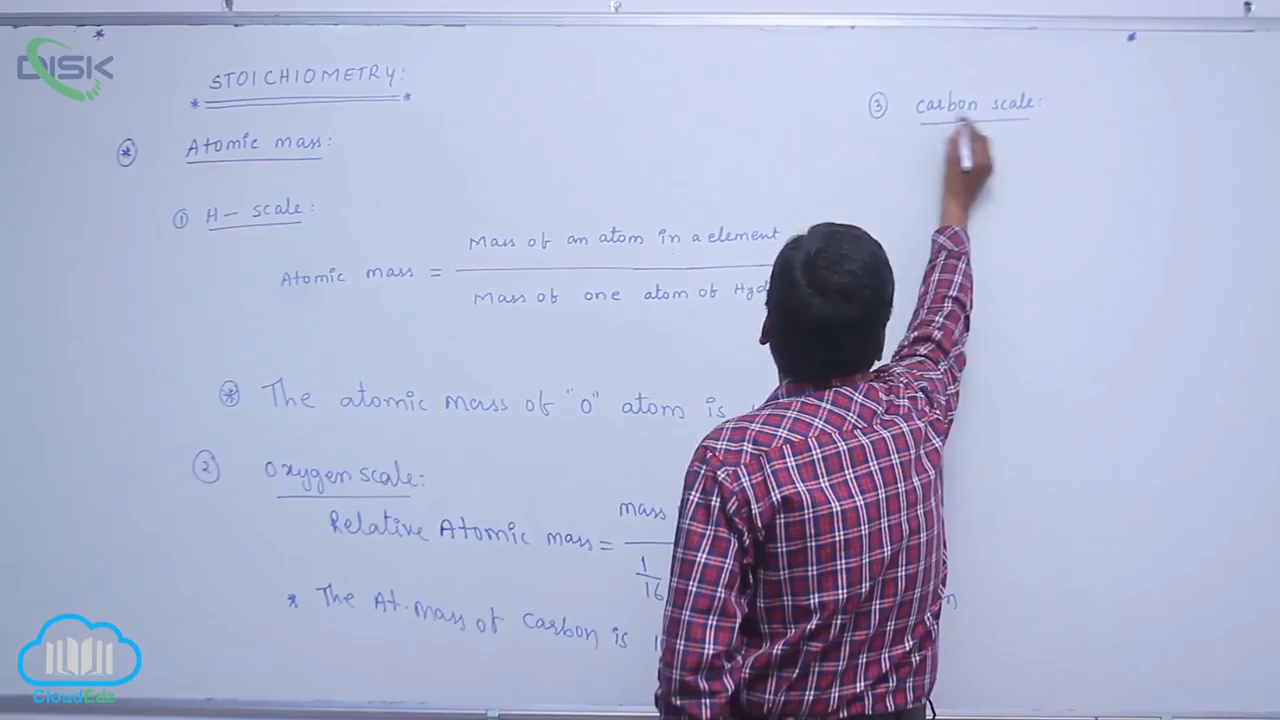 DISK
STOICHIOMETRY:
Atomic mass:
① H- scale:
Atomic mass = Mass of an atom in a element
Mass of one atom of
The atomic mass of "O" atom is
② Oxygen scale:
Relative Atomic mass = mass
1/16
* The At. mass of carbon is
③ carbon scale:
CloudEdz